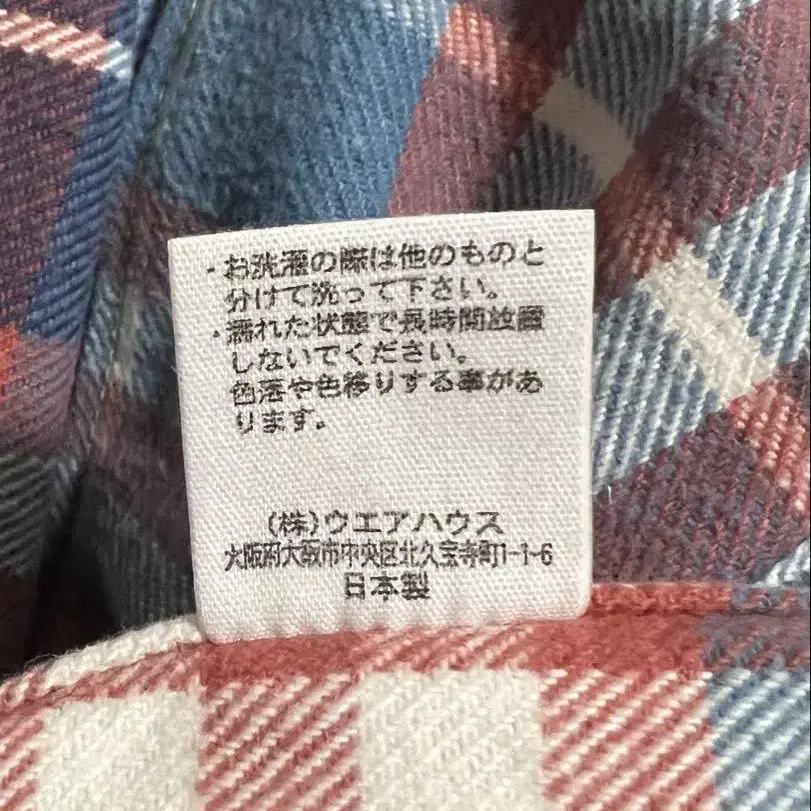 ・お洗濯の際は他のものと
分けて洗って下さい。
・濡れた状態で長時間放置
しないでください。
色落や色移りする事があ
ります。
(株)ウエアハウス
大阪府大阪市中央区北久宝寺町1-1-6
日本製